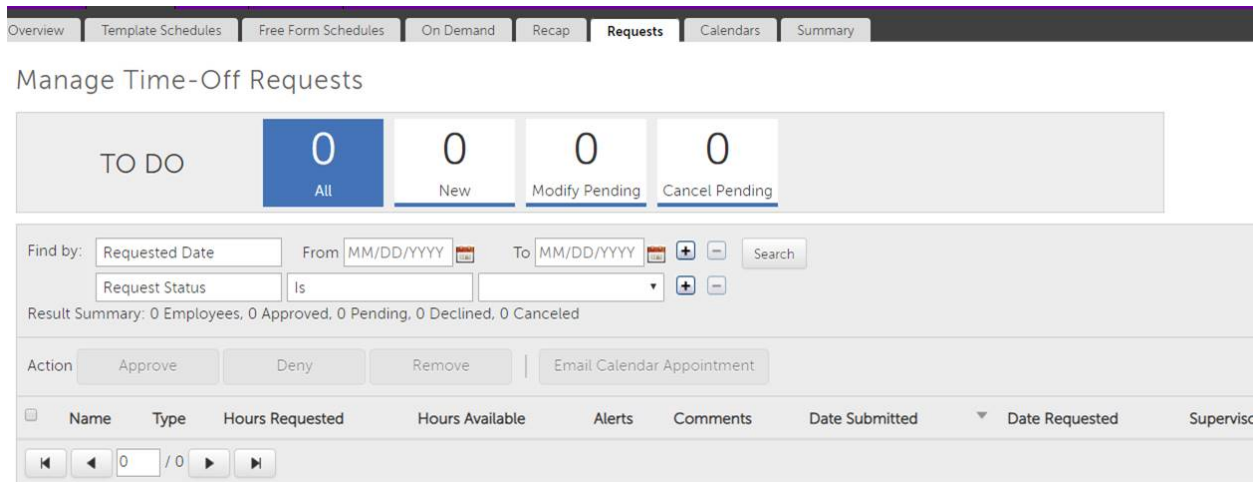 Overview Template Schedules Free Form Schedules On Demand Recap Requests Calendars Summary
Manage Time-Off Requests
TO DO
0 0 0 0
All New Modify Pending Cancel Pending
Find by: Requested Date From MM/DD/YYYY To MM/DD/YYYY + - Search
Request Status Is + -
Result Summary: 0 Employees, 0 Approved, 0 Pending, 0 Declined, 0 Canceled
Action Approve Deny Remove | Email Calendar Appointment
Name Type Hours Requested Hours Available Alerts Comments Date Submitted Date Requested Superviso
0 / 0